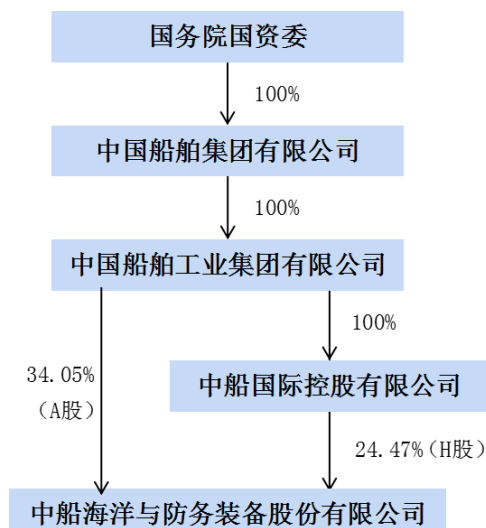 国务院国资委
100%
中国船舶集团有限公司
100%
中国船舶工业集团有限公司
100%
34.05%
（A股）
中船国际控股有限公司
24.47%（H股）
中船海洋与防务装备股份有限公司